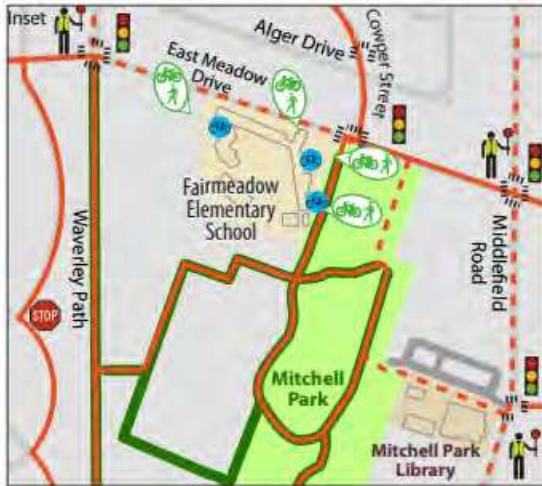 Inset
Alger Drive
Cowper Street
East Meadow
Drive
Fairmeadow
Elementary
School
Waverley Path
Middlefield
Road
STOP
Mitchell
Park
Mitchell Park
Library